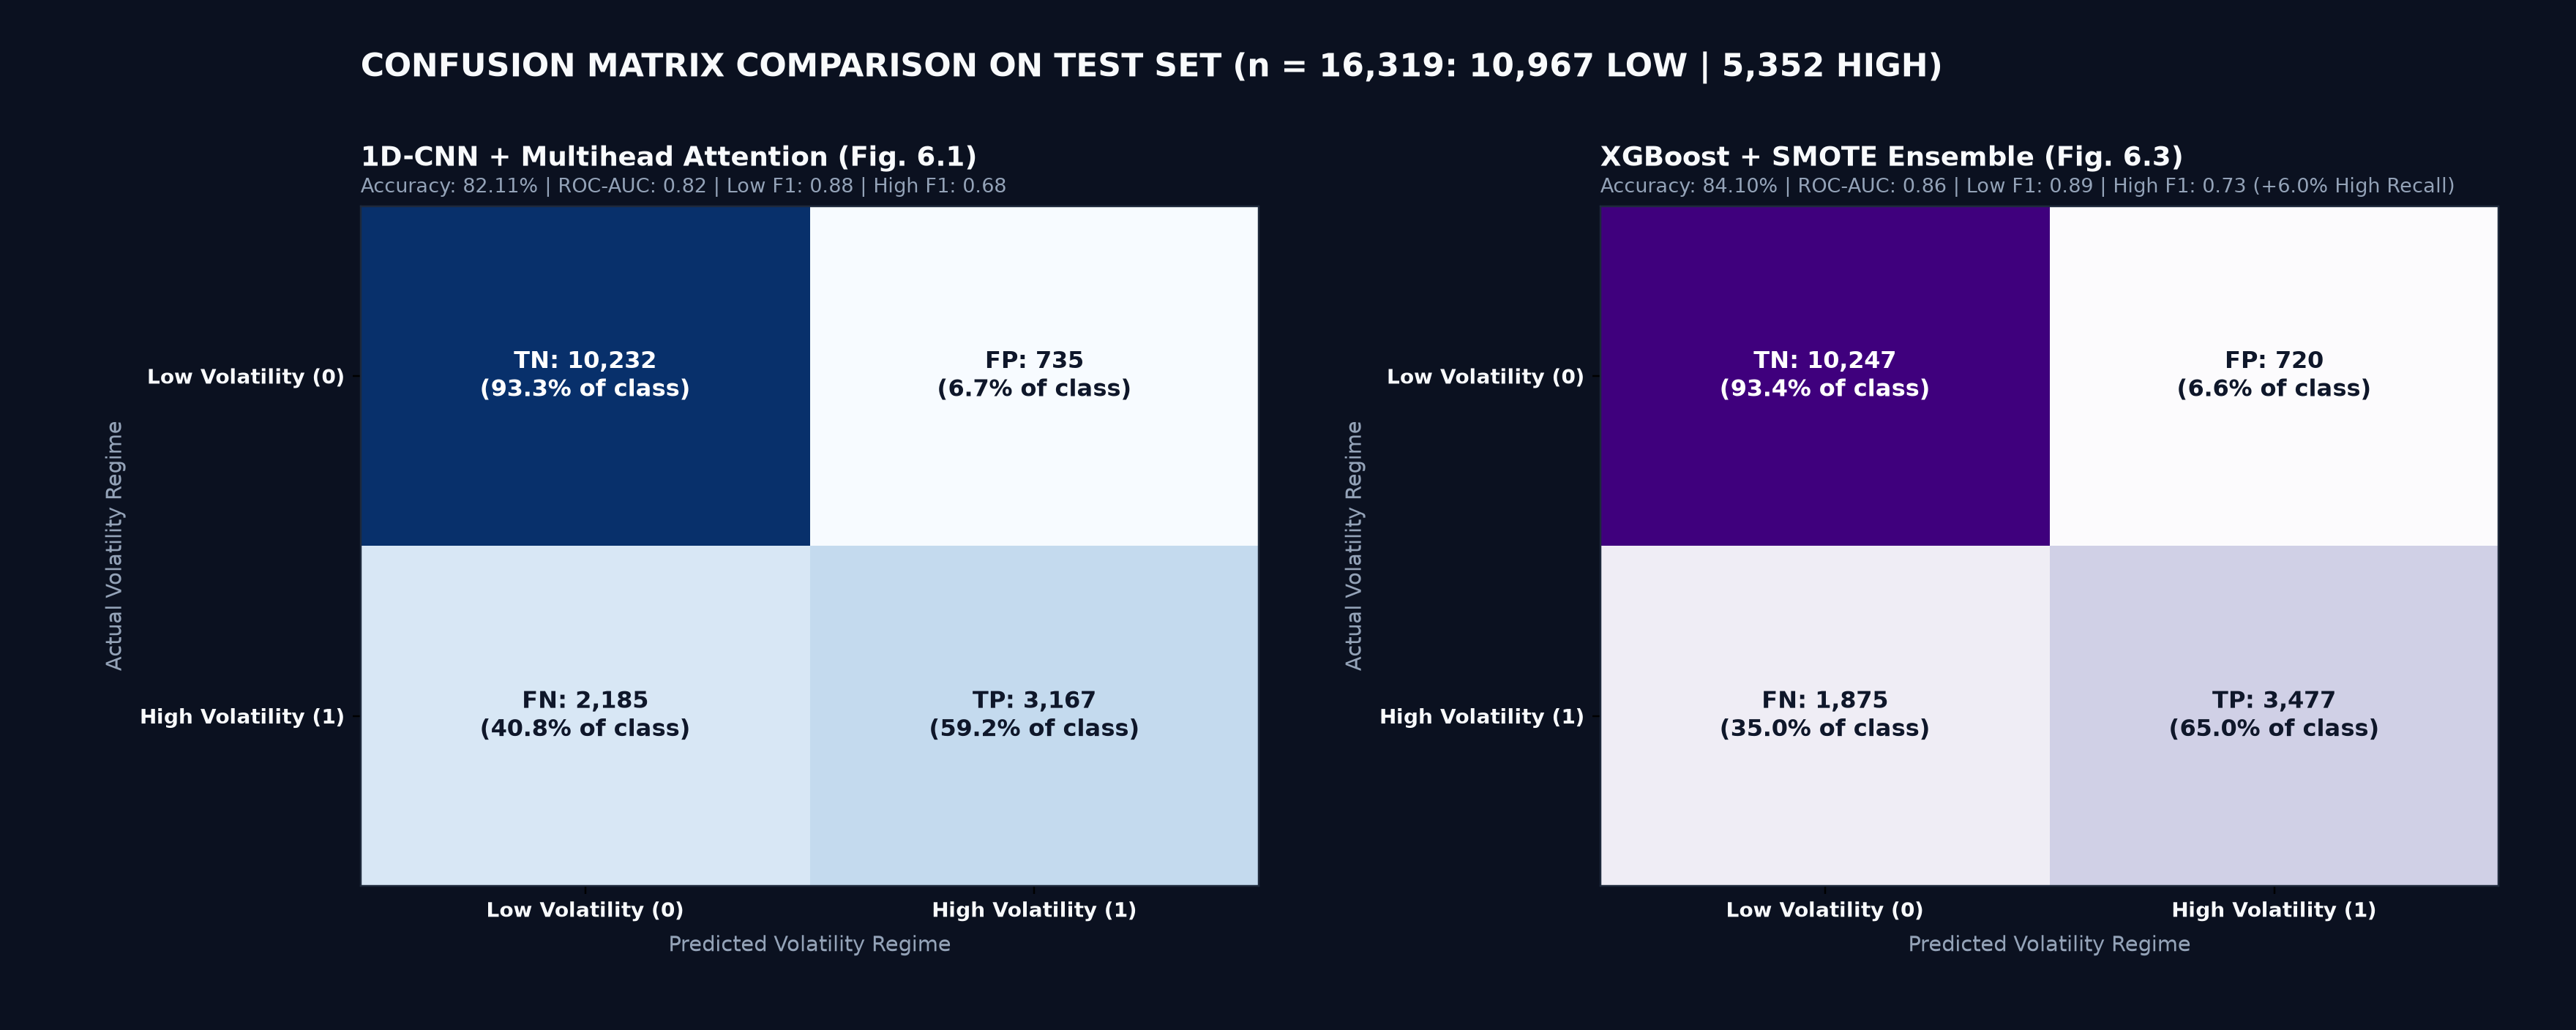 CONFUSION MATRIX COMPARISON ON TEST SET (n = 16,319: 10,967 LOW | 5,352 HIGH)
1D-CNN + Multihead Attention (Fig. 6.1)
Accuracy: 82.11% | ROC-AUC: 0.82 | Low F1: 0.88 | High F1: 0.68
Actual Volatility Regime
Low Volatility (0)
TN: 10,232
(93.3% of class)
FP: 735
(6.7% of class)
High Volatility (1)
FN: 2,185
(40.8% of class)
TP: 3,167
(59.2% of class)
Low Volatility (0)
High Volatility (1)
Predicted Volatility Regime
XGBoost + SMOTE Ensemble (Fig. 6.3)
Accuracy: 84.10% | ROC-AUC: 0.86 | Low F1: 0.89 | High F1: 0.73 (+6.0% High Recall)
Actual Volatility Regime
Low Volatility (0)
TN: 10,247
(93.4% of class)
FP: 720
(6.6% of class)
High Volatility (1)
FN: 1,875
(35.0% of class)
TP: 3,477
(65.0% of class)
Low Volatility (0)
High Volatility (1)
Predicted Volatility Regime